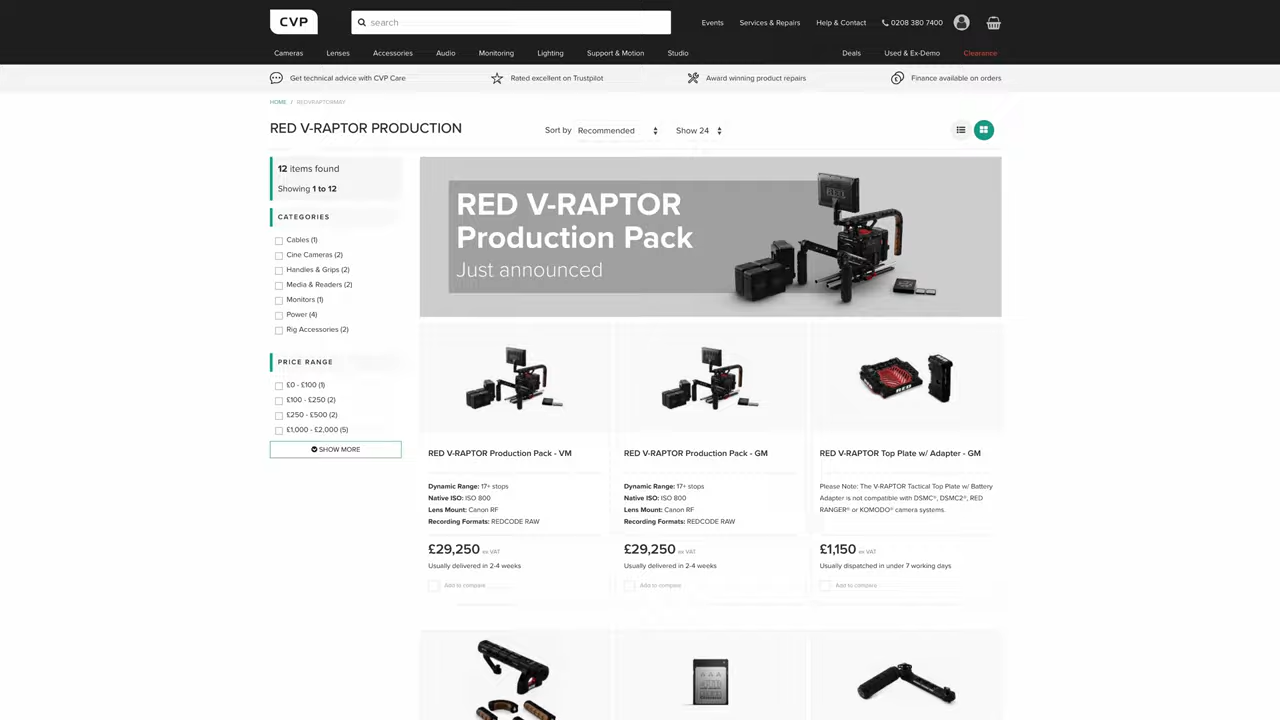 CVP
search
Events
Services & Repairs
Help & Contact
0208 380 7400
Cameras
Lenses
Accessories
Audio
Monitoring
Lighting
Support & Motion
Studio
Deals
Used & Ex-Demo
Clearance
Get technical advice with CVP Care
Rated excellent on Trustpilot
Award winning product repairs
Finance available on orders
HOME / REDVRAPTORMAY
RED V-RAPTOR PRODUCTION
Sort by Recommended
Show 24
12 items found
Showing 1 to 12
CATEGORIES
Cables (1)
Cine Cameras (2)
Handles & Grips (2)
Media & Readers (2)
Monitors (1)
Power (4)
Rig Accessories (2)
PRICE RANGE
£0 - £100 (1)
£100 - £250 (2)
£250 - £500 (2)
£1,000 - £2,000 (5)
SHOW MORE
RED V-RAPTOR
Production Pack
Just announced
RED V-RAPTOR Production Pack - VM
Dynamic Range: 17+ stops
Native ISO: ISO 800
Lens Mount: Canon RF
Recording Formats: REDCODE RAW
£29,250 ex VAT
Usually delivered in 2-4 weeks
Add to compare
RED V-RAPTOR Production Pack - GM
Dynamic Range: 17+ stops
Native ISO: ISO 800
Lens Mount: Canon RF
Recording Formats: REDCODE RAW
£29,250 ex VAT
Usually delivered in 2-4 weeks
Add to compare
RED
RED V-RAPTOR Top Plate w/ Adapter - GM
Please Note: The V-RAPTOR Tactical Top Plate w/ Battery
Adapter is not compatible with DSMC®, DSMC2®, RED
RANGER® or KOMODO® camera systems.
£1,150 ex VAT
Usually dispatched in under 7 working days
Add to compare